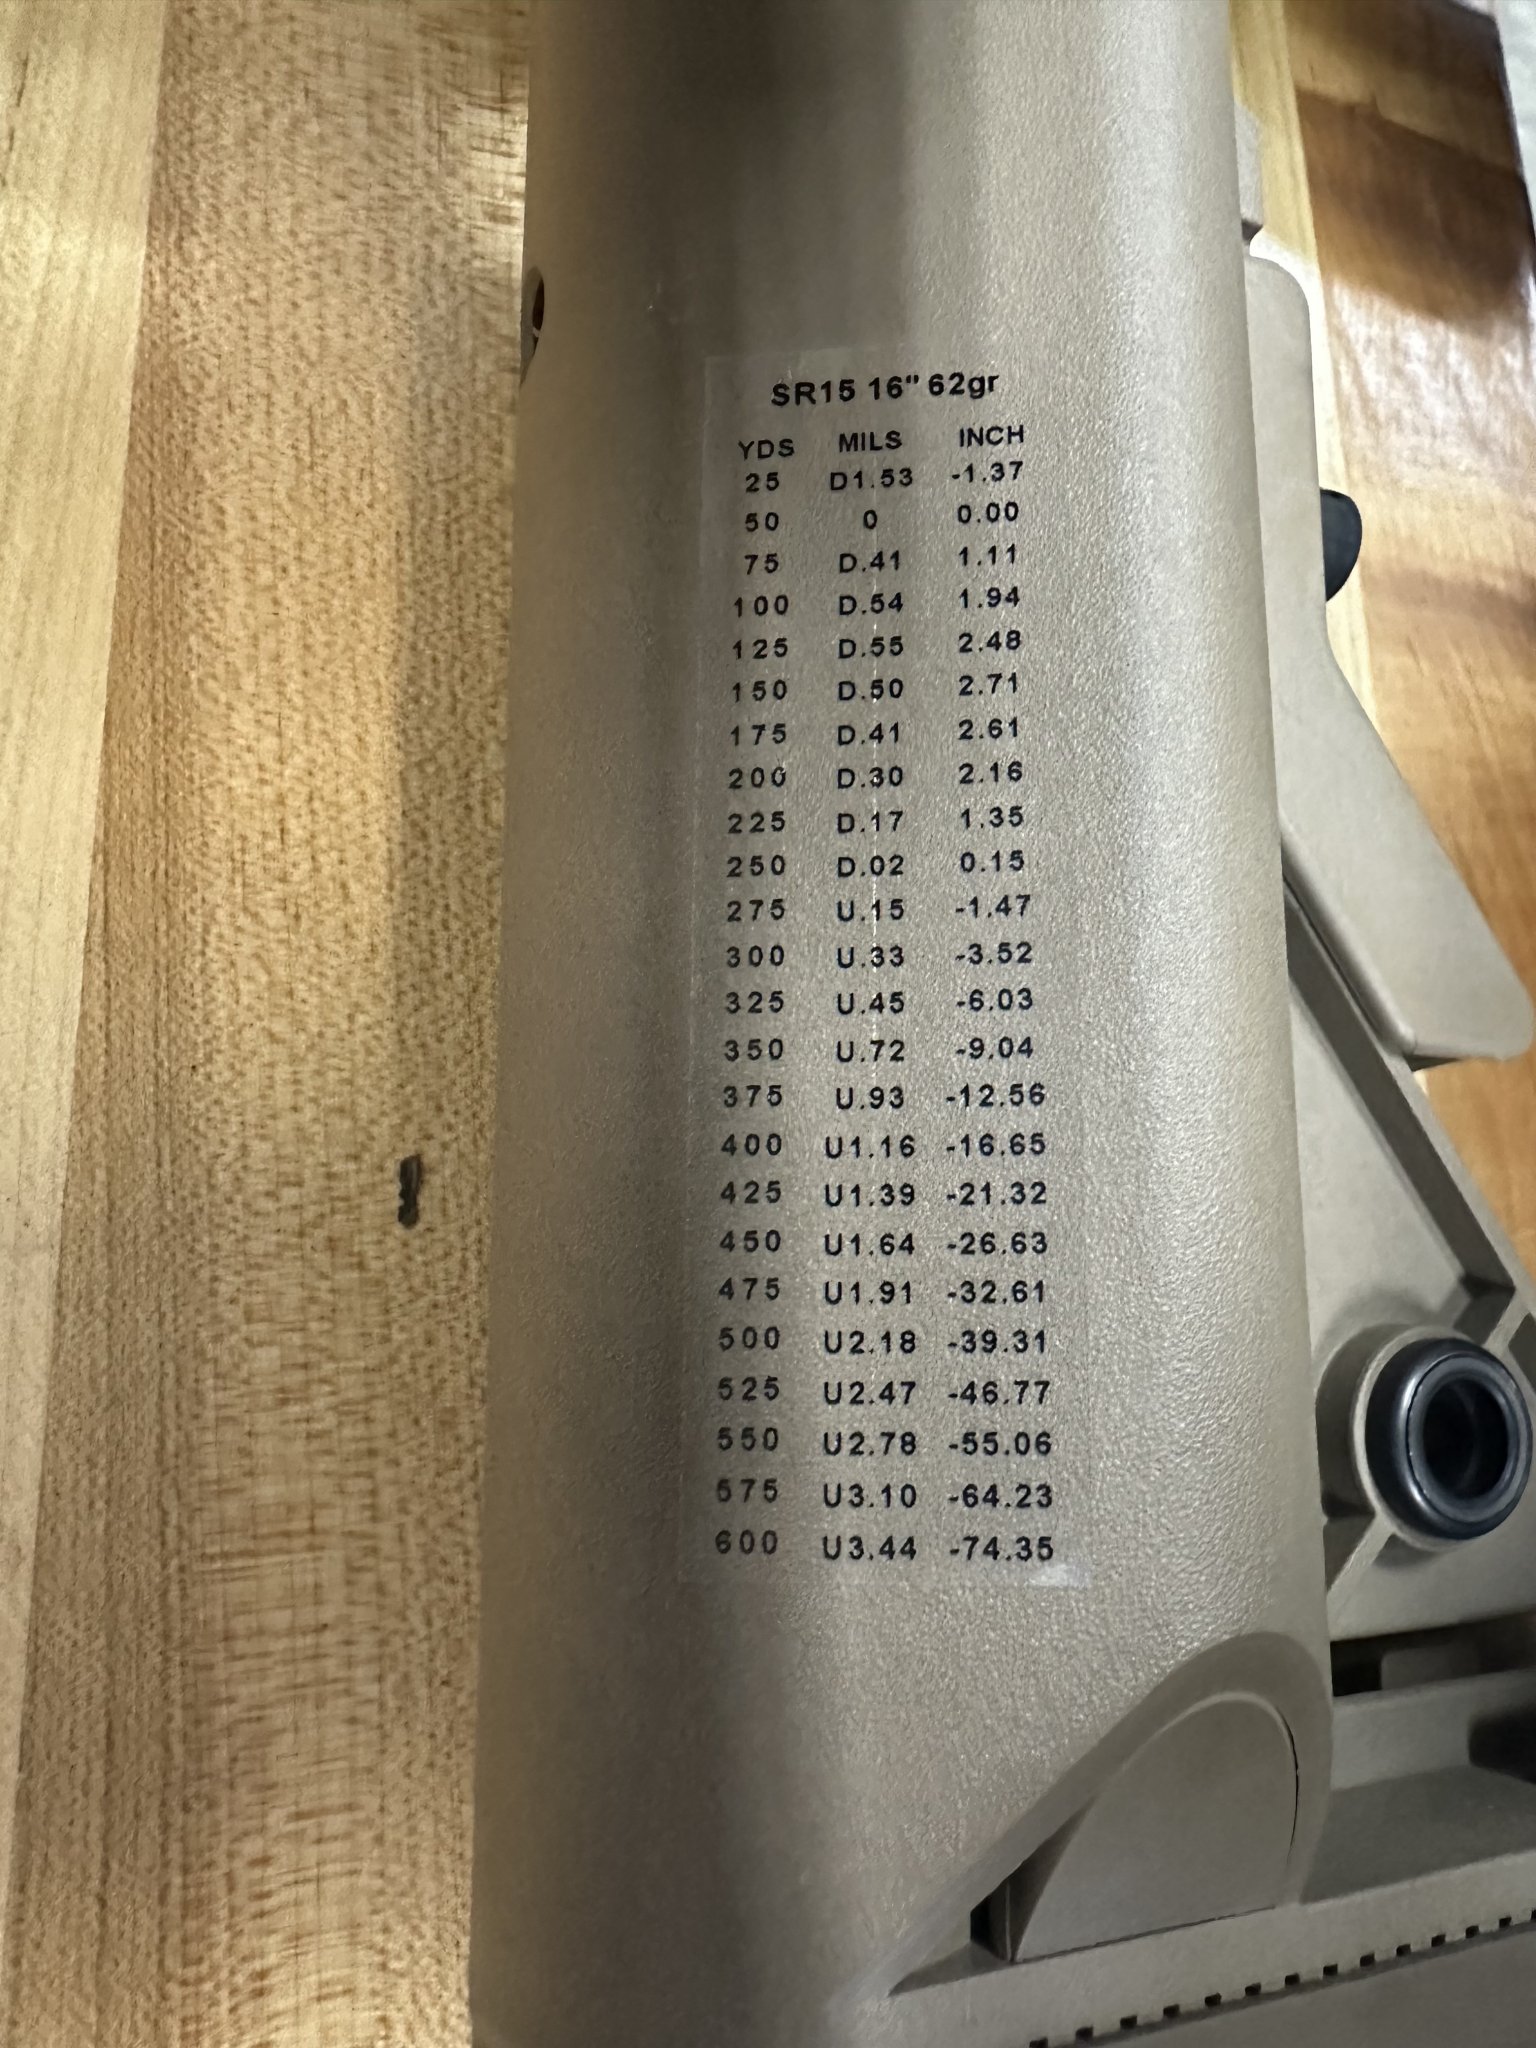 SR15 16" 62gr
YDS MILS INCH
25 D1.53 -1.37
50 0 0.00
75 D.41 1.11
100 D.54 1.94
125 D.55 2.48
150 D.50 2.71
175 D.41 2.61
200 D.30 2.16
225 D.17 1.35
250 D.02 0.15
275 U.15 -1.47
300 U.33 -3.52
325 U.45 -6.03
350 U.72 -9.04
375 U.93 -12.56
400 U1.16 -16.65
425 U1.39 -21.32
450 U1.64 -26.63
475 U1.91 -32.61
500 U2.18 -39.31
525 U2.47 -46.77
550 U2.78 -55.06
575 U3.10 -64.23
600 U3.44 -74.35